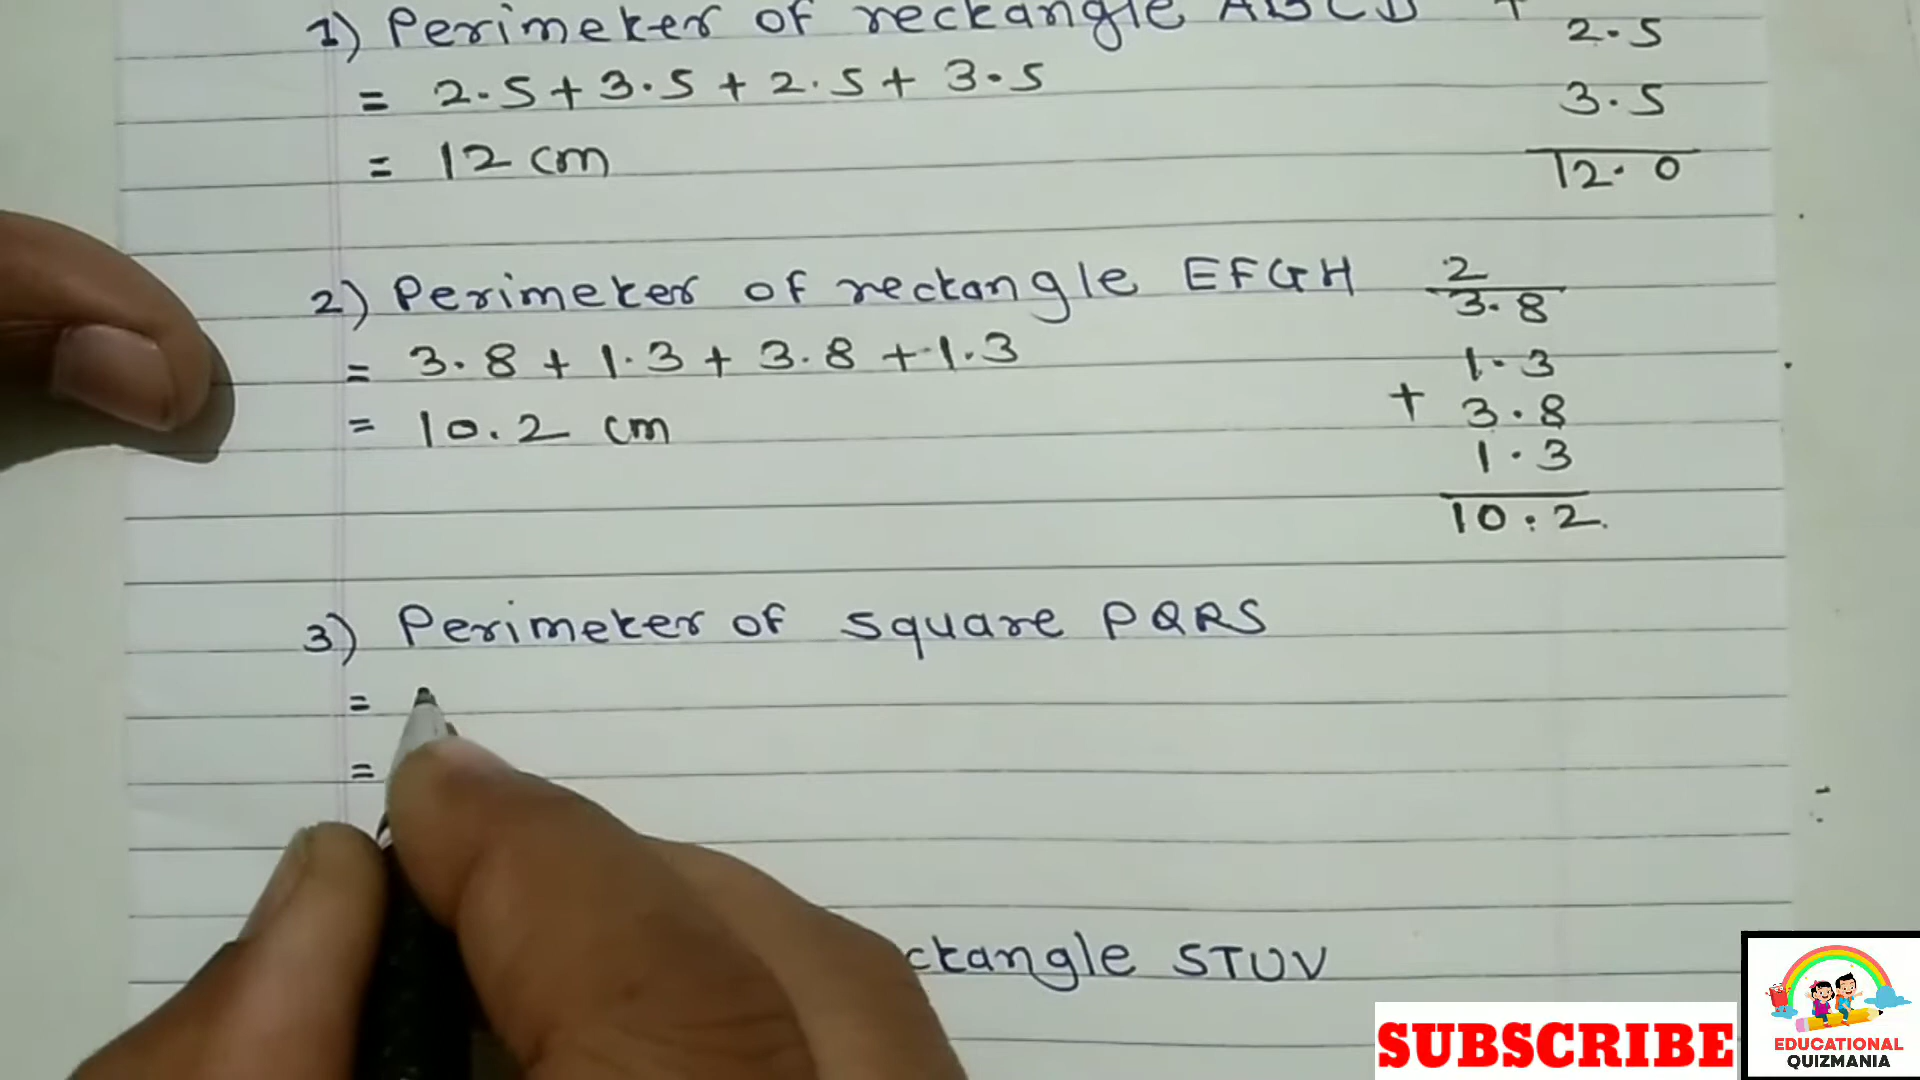 1) Perimeter of rectangle ABCD +
2.5
= 2.5 + 3.5 + 2.5 + 3.5
3.5
= 12 cm
12.0
2) Perimeter of rectangle EFGH
2
3.8
= 3.8 + 1.3 + 3.8 + 1.3
1.3
+ 3.8
= 10.2 cm
1.3
10.2
3) Perimeter of square PQRS
=
=
ctangle STUV
SUBSCRIBE
EDUCATIONAL
QUIZMANIA